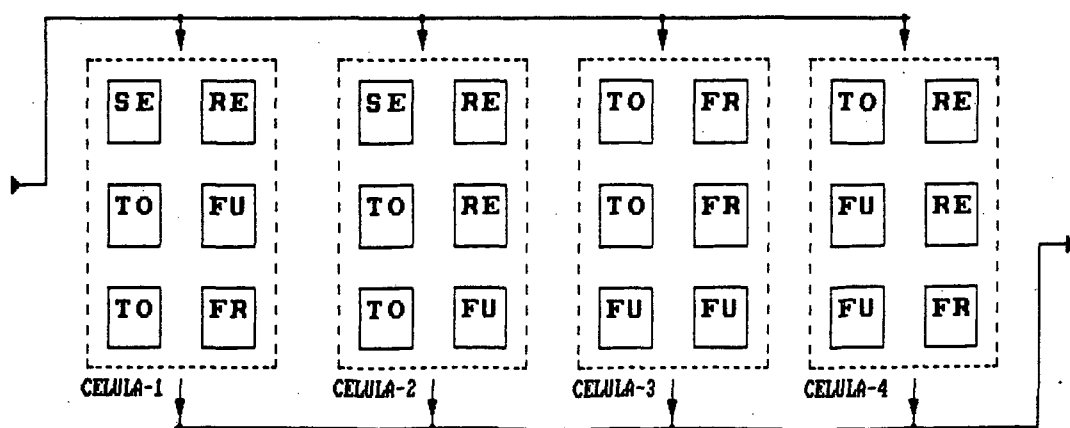 SE RE SE RE TO FR TO RE
TO FU TO RE TO FR FU RE
TO FR TO FU FU FU FU FR
CELULA-1 CELULA-2 CELULA-3 CELULA-4